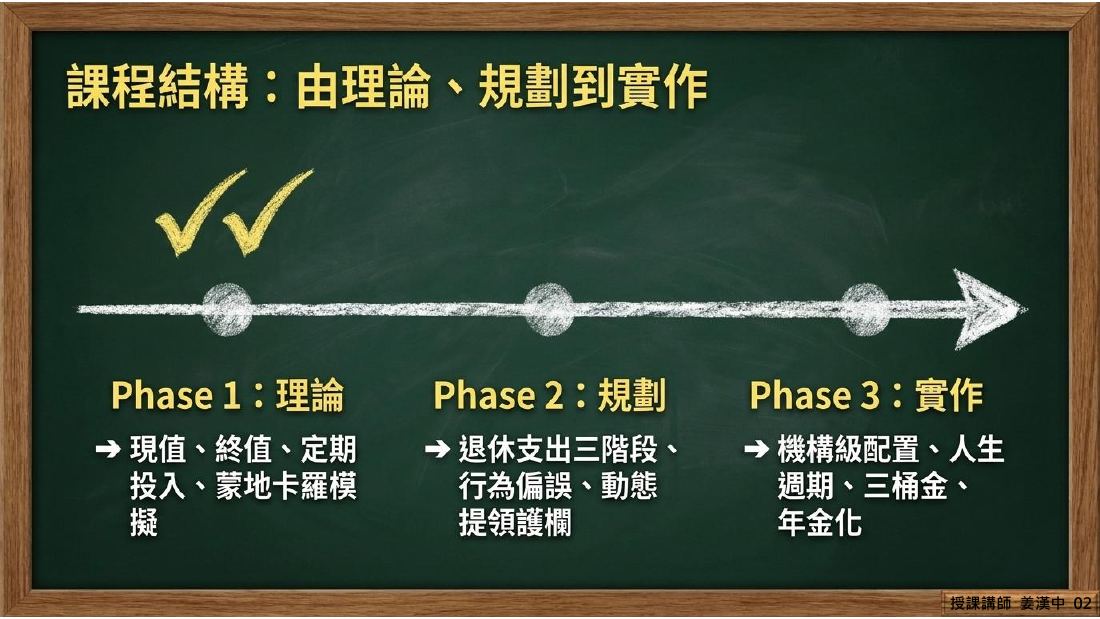 課程結構：由理論、規劃到實作
Phase 1：理論
➔ 現值、終值、定期
投入、蒙地卡羅模
擬
Phase 2：規劃
➔ 退休支出三階段、
行為偏誤、動態
提領護欄
Phase 3：實作
➔ 機構級配置、人生
週期、三桶金、
年金化
授課講師 姜漢中 02